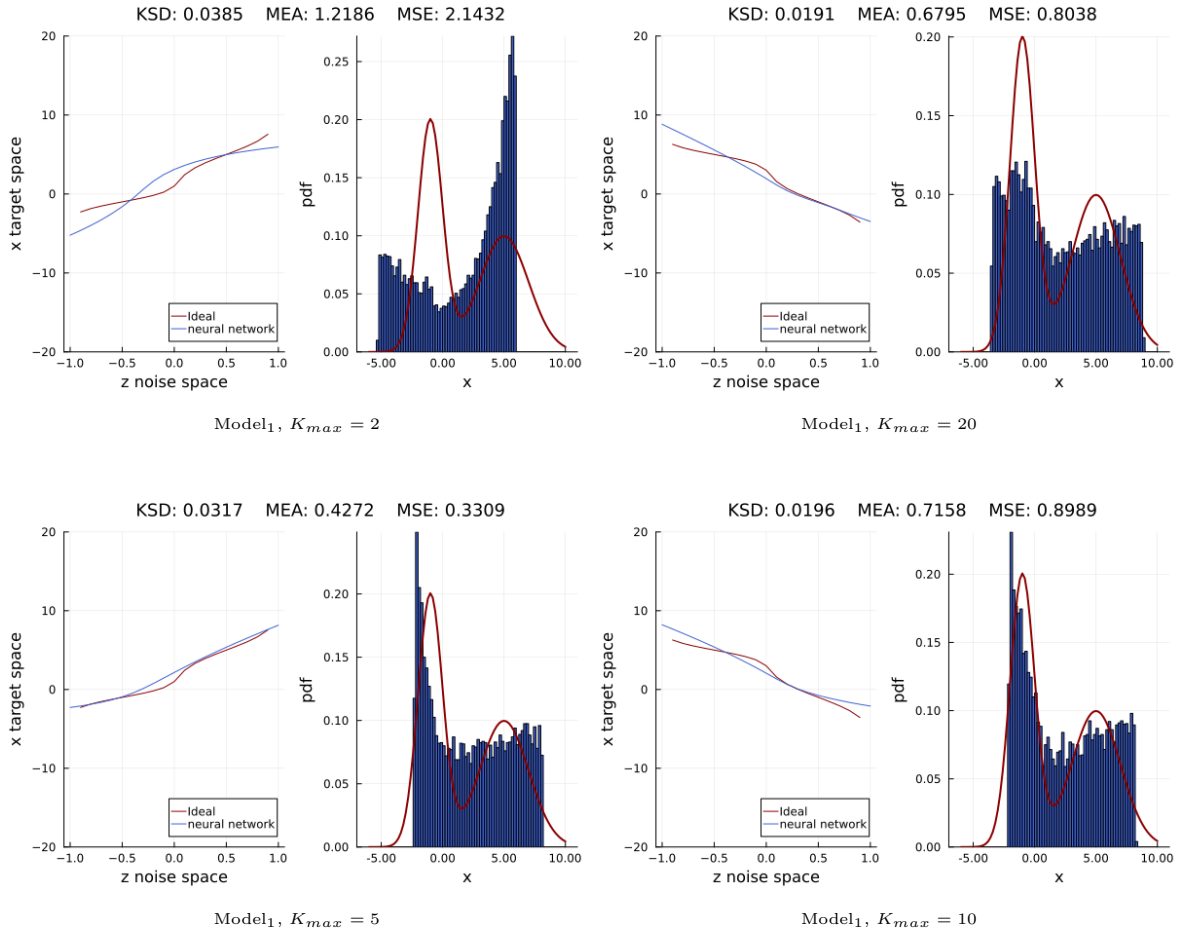 KSD: 0.0385 MEA: 1.2186 MSE: 2.1432
x target space
20
10
0
−10
−20
−1.0 −0.5 0.0 0.5 1.0
z noise space
Ideal
neural network
pdf
0.25
0.20
0.15
0.10
0.05
0.00
-5.00 0.00 5.00 10.00
x
Model1, Kmax = 2
KSD: 0.0191 MEA: 0.6795 MSE: 0.8038
x target space
20
10
0
−10
−20
−1.0 −0.5 0.0 0.5 1.0
z noise space
Ideal
neural network
pdf
0.20
0.15
0.10
0.05
0.00
-5.00 0.00 5.00 10.00
x
Model1, Kmax = 20
KSD: 0.0317 MEA: 0.4272 MSE: 0.3309
x target space
20
10
0
−10
−20
−1.0 −0.5 0.0 0.5 1.0
z noise space
Ideal
neural network
pdf
0.20
0.15
0.10
0.05
0.00
-5.00 0.00 5.00 10.00
x
Model1, Kmax = 5
KSD: 0.0196 MEA: 0.7158 MSE: 0.8989
x target space
20
10
0
−10
−20
−1.0 −0.5 0.0 0.5 1.0
z noise space
Ideal
neural network
pdf
0.20
0.15
0.10
0.05
0.00
-5.00 0.00 5.00 10.00
x
Model1, Kmax = 10